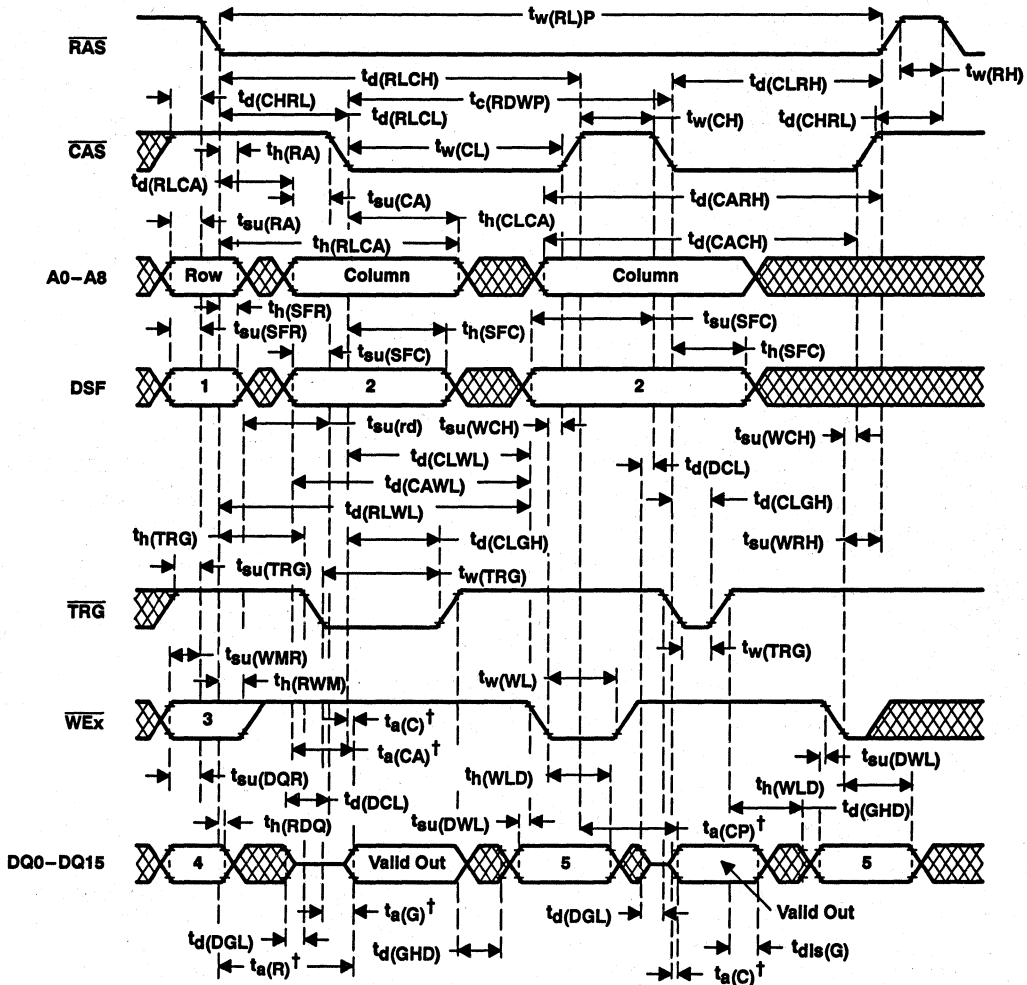 tw(RL)P
RAS
tw(RH)
td(RLCH)
td(CLRH)
td(CHRL)
tc(RDWP)
td(RLCL)
tw(CH)
td(CHRL)
CAS
th(RA)
tw(CL)
td(RLCA)
tsu(CA)
td(CARH)
tsu(RA)
th(CLCA)
th(RLCA)
td(CACH)
A0–A8
Row
Column
Column
th(SFR)
tsu(SFR)
th(SFC)
tsu(SFC)
tsu(SFC)
th(SFC)
DSF
1
2
2
tsu(rd)
tsu(WCH)
tsu(WCH)
td(CLWL)
td(DCL)
td(CAWL)
td(CLGH)
td(RLWL)
th(TRG)
td(CLGH)
tsu(WRH)
tsu(TRG)
tw(TRG)
TRG
tw(TRG)
tsu(WMR)
th(RWM)
tw(WL)
WEx
3
ta(C)†
ta(CA)†
tsu(DWL)
tsu(DQR)
th(WLD)
th(WLD)
td(DCL)
td(GHD)
th(RDQ)
tsu(DWL)
ta(CP)†
DQ0–DQ15
4
Valid Out
5
5
ta(G)†
td(DGL)
Valid Out
td(DGL)
td(GHD)
tdis(G)
ta(R)†
ta(C)†